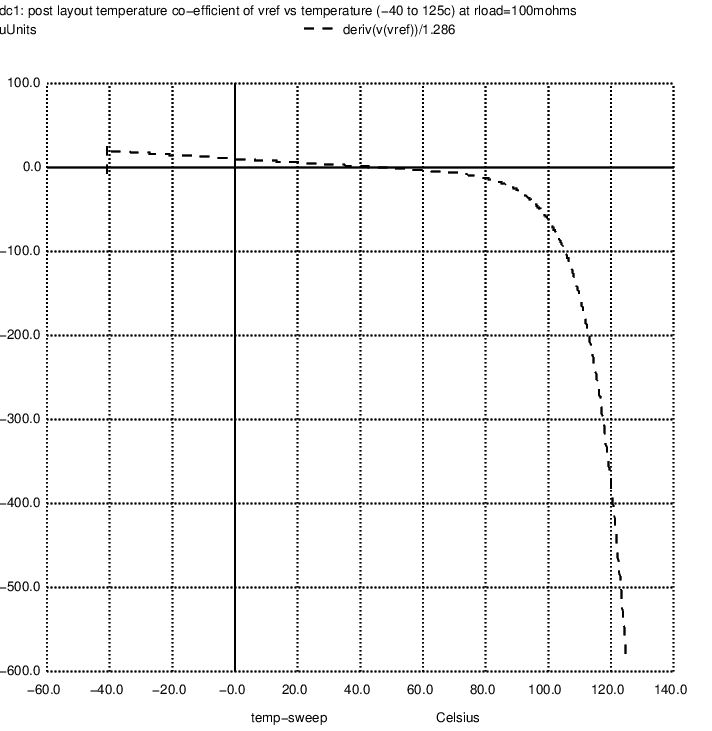 dc1: post layout temperature co-efficient of vref vs temperature (-40 to 125c) at rload=100mohms
uUnits
deriv(v(vref))/1.286
100.0
0.0
-100.0
-200.0
-300.0
-400.0
-500.0
-600.0
-60.0 -40.0 -20.0 -0.0 20.0 40.0 60.0 80.0 100.0 120.0 140.0
temp-sweep Celsius